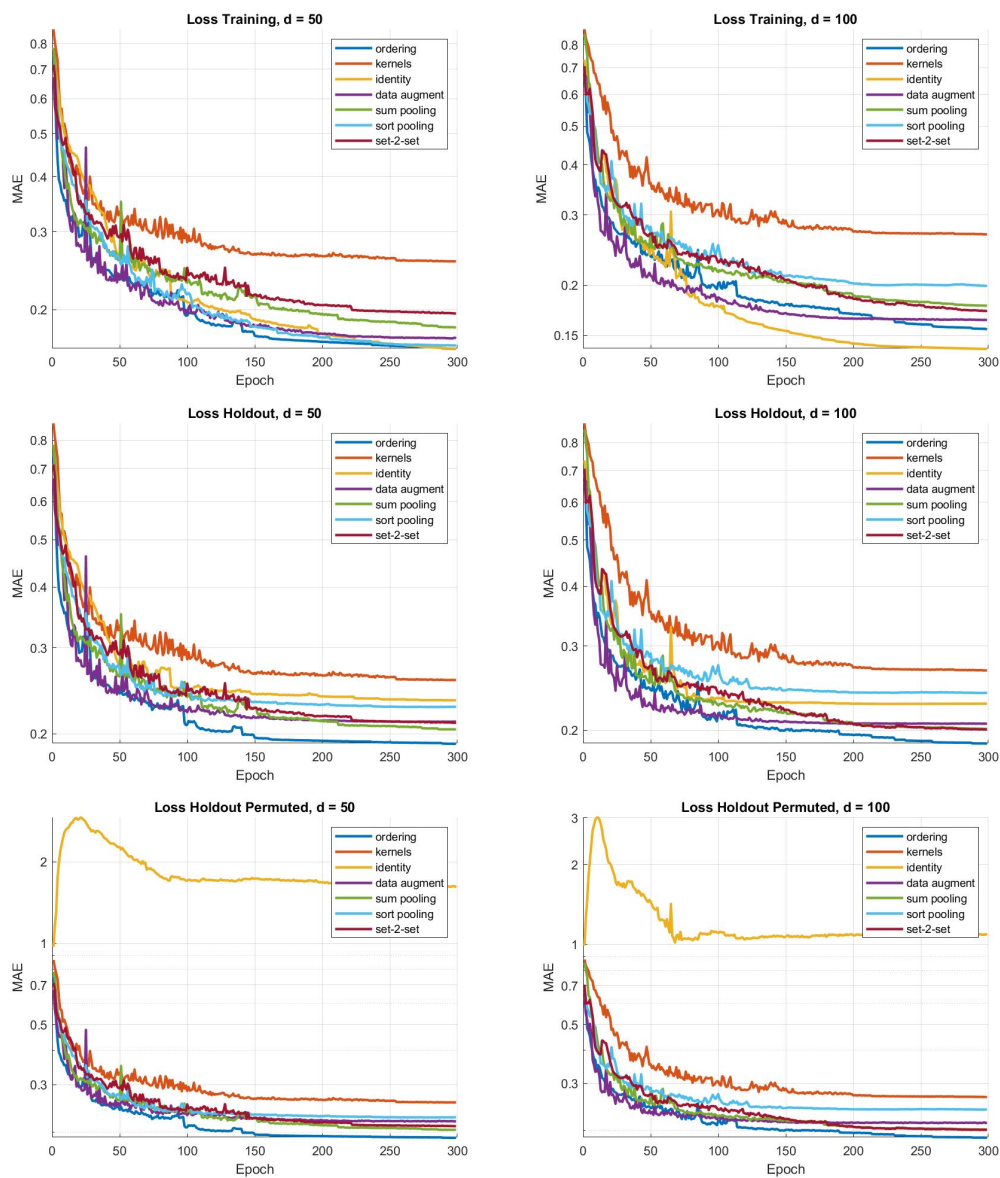 Loss Training, d = 50
0.8
0.7
0.6
0.5
0.4
0.3
0.2
MAE
0 50 100 150 200 250 300
Epoch
ordering
kernels
identity
data augment
sum pooling
sort pooling
set-2-set
Loss Training, d = 100
0.8
0.7
0.6
0.5
0.4
0.3
0.2
0.15
MAE
0 50 100 150 200 250 300
Epoch
ordering
kernels
identity
data augment
sum pooling
sort pooling
set-2-set
Loss Holdout, d = 50
0.8
0.7
0.6
0.5
0.4
0.3
0.2
MAE
0 50 100 150 200 250 300
Epoch
ordering
kernels
identity
data augment
sum pooling
sort pooling
set-2-set
Loss Holdout, d = 100
0.8
0.7
0.6
0.5
0.4
0.3
0.2
MAE
0 50 100 150 200 250 300
Epoch
ordering
kernels
identity
data augment
sum pooling
sort pooling
set-2-set
Loss Holdout Permuted, d = 50
2
1
0.7
0.5
0.3
MAE
0 50 100 150 200 250 300
Epoch
ordering
kernels
identity
data augment
sum pooling
sort pooling
set-2-set
Loss Holdout Permuted, d = 100
3
2
1
0.7
0.5
0.3
MAE
0 50 100 150 200 250 300
Epoch
ordering
kernels
identity
data augment
sum pooling
sort pooling
set-2-set